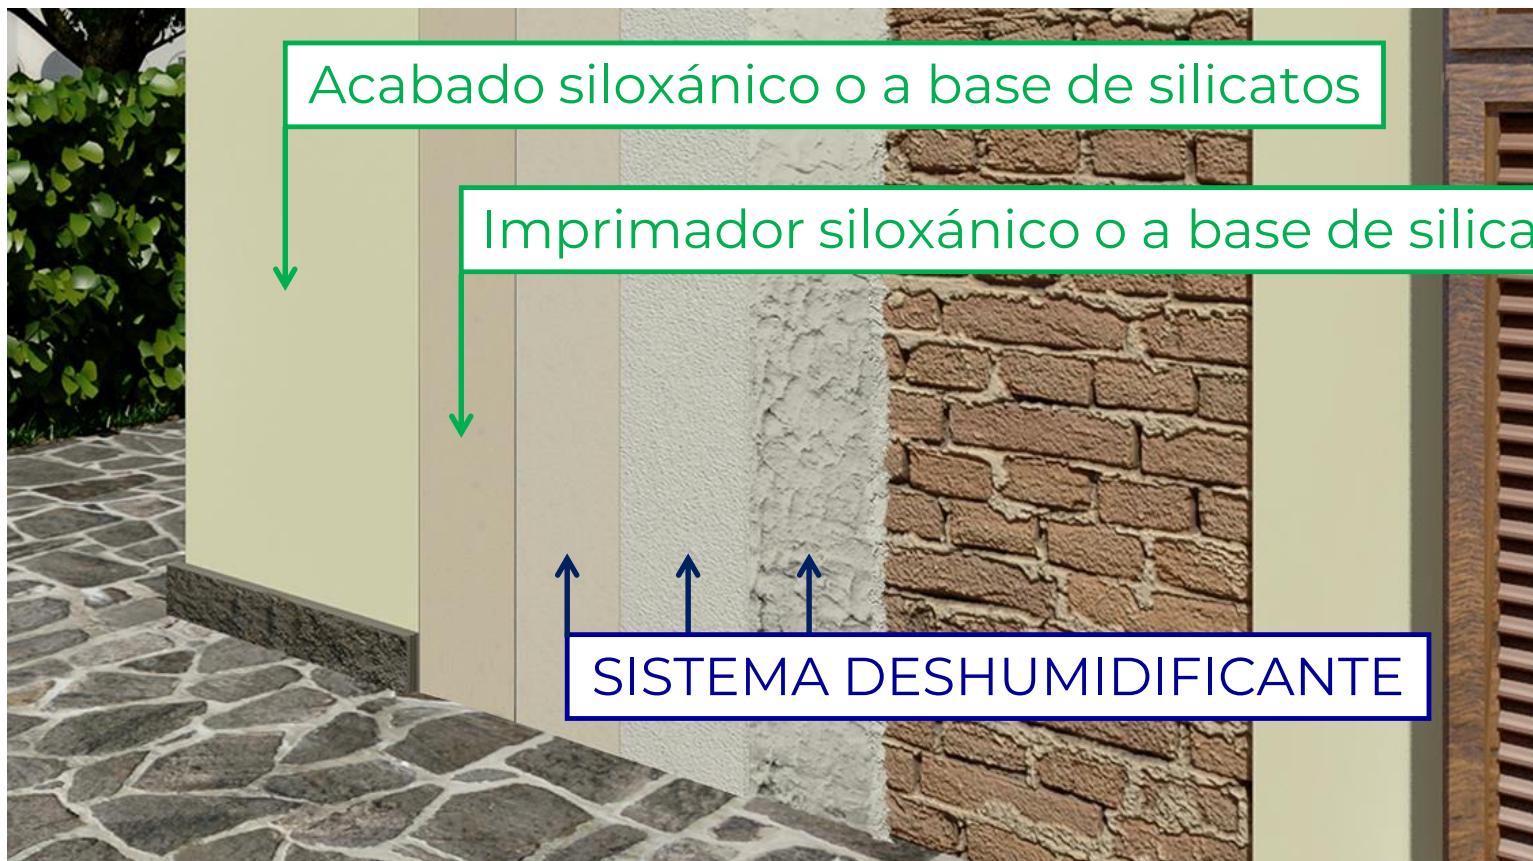 Acabado siloxánico o a base de silicatos
Imprimador siloxánico o a base de silica
SISTEMA DESHUMIDIFICANTE